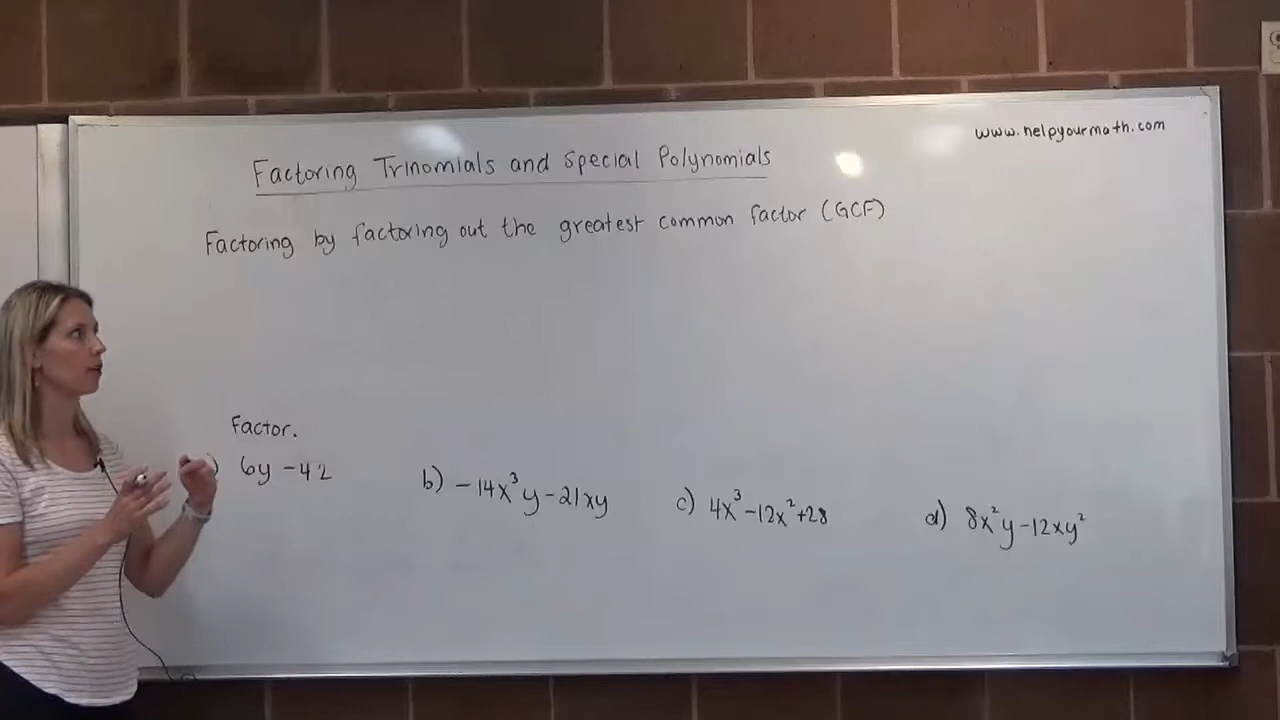 www.helpyourmath.com
Factoring Trinomials and Special Polynomials
Factoring by factoring out the greatest common factor (GCF)
Factor.
) 6y - 42
b) -14x³y - 21xy
c) 4x³ - 12x² + 28
d) 8x²y - 12xy²